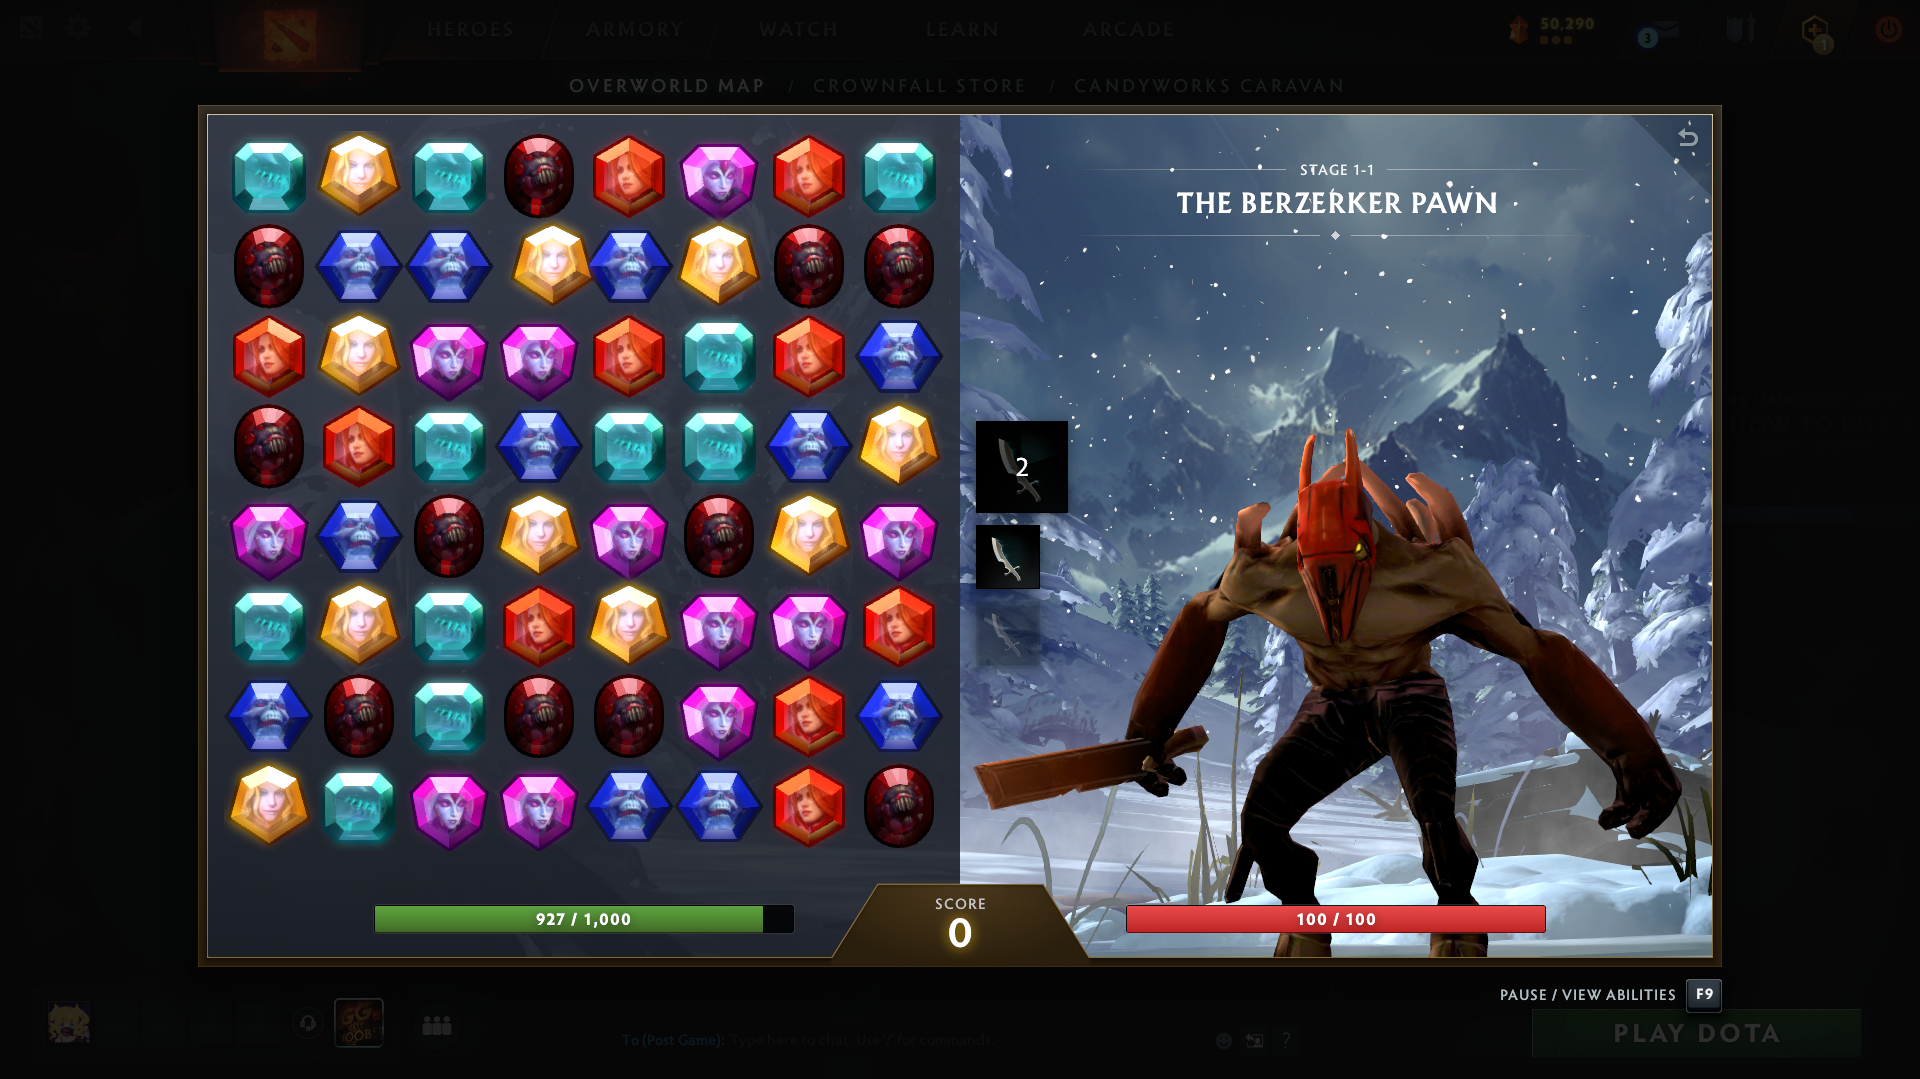 HEROES
ARMORY
WATCH
LEARN
ARCADE
50,290
3
1
OVERWORLD MAP / CROWNFALL STORE / CANDYWORKS CARAVAN
STAGE 1-1
THE BERZERKER PAWN
2
927 / 1,000
SCORE
0
100 / 100
PAUSE / VIEW ABILITIES F9
To (Post Game): Type here to chat. Use '/' for commands.
?
PLAY DOTA